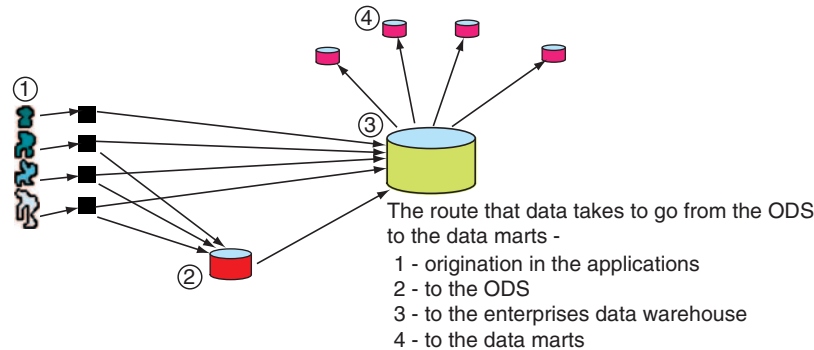 4
1
3
2
The route that data takes to go from the ODS
to the data marts -
1 - origination in the applications
2 - to the ODS
3 - to the enterprises data warehouse
4 - to the data marts